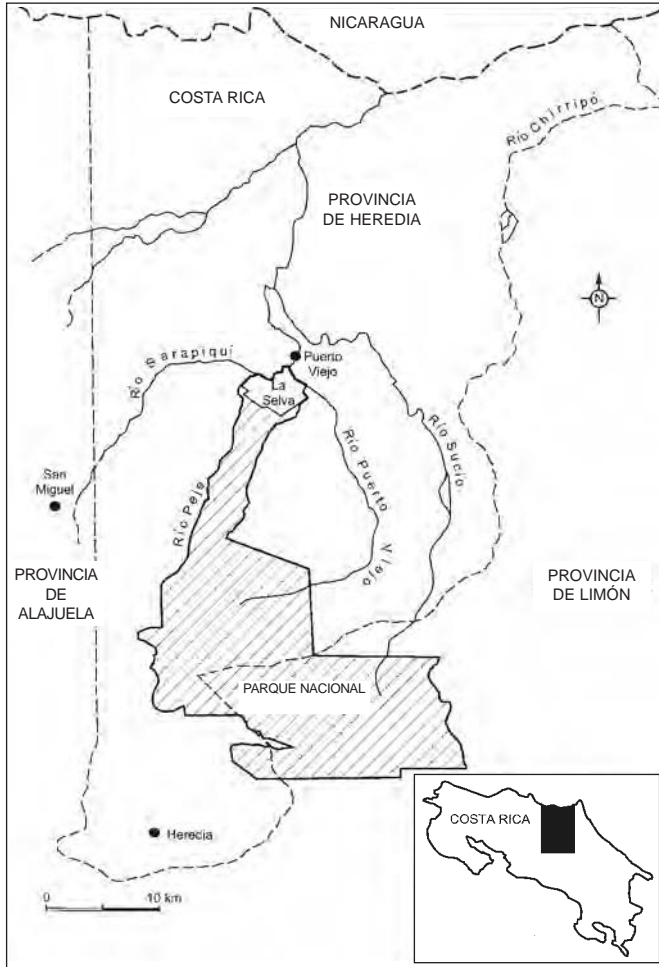 NICARAGUA
COSTA RICA
Río Chirripó
PROVINCIA
DE HEREDIA
N
Río Sarapiquí
Puerto
Viejo
La
Selva
Río Sucio
Río Puerto Viejo
Río Peje
San
Miguel
PROVINCIA
DE
ALAJUELA
PROVINCIA
DE LIMÓN
PARQUE NACIONAL
COSTA RICA
Heredia
0 10 km